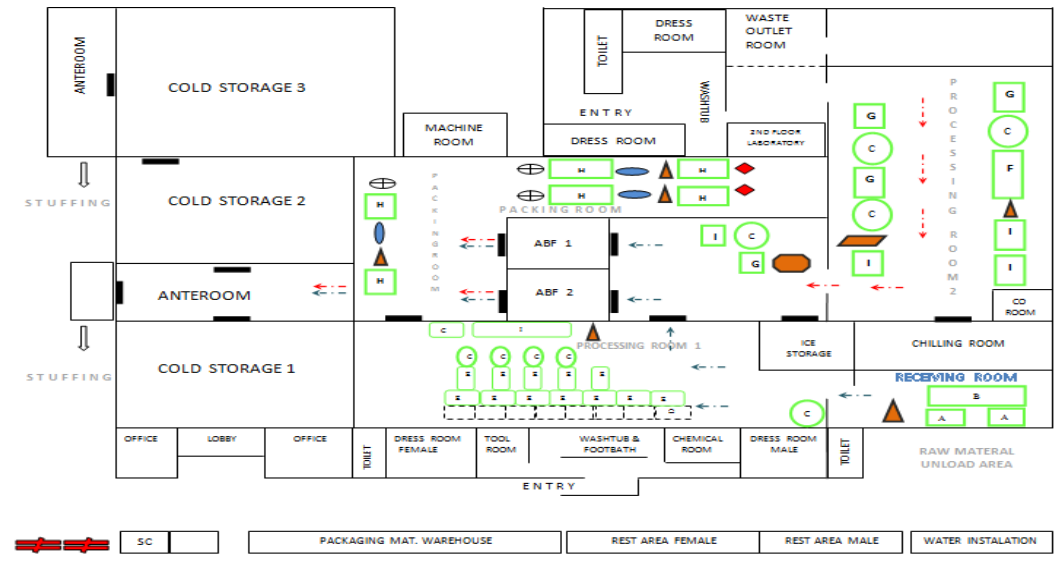 ANTEROOM
COLD STORAGE 3
MACHINE
ROOM
TOILET
DRESS
ROOM
WASTE
OUTLET
ROOM
WASHTUB
ENTRY
DRESS ROOM
2ND FLOOR
LABORATORY
PROCESSING ROOM 2
G
C
G
C
I
G
C
F
I
I
CO
ROOM
STUFFING
COLD STORAGE 2
H
H
PACKINGROOM
H
H
H
H
PACKING ROOM
ABF 1
ABF 2
I
C
G
ANTEROOM
STUFFING
COLD STORAGE 1
C
I
PROCESSING ROOM 1
C
C
C
C
ICE
STORAGE
CHILLING ROOM
RECEIVING ROOM
B
A
A
C
D
OFFICE
LOBBY
OFFICE
TOILET
DRESS ROOM
FEMALE
TOOL
ROOM
WASHTUB &
FOOTBATH
CHEMICAL
ROOM
DRESS ROOM
MALE
TOILET
RAW MATERAL
UNLOAD AREA
ENTRY
SC
PACKAGING MAT. WAREHOUSE
REST AREA FEMALE
REST AREA MALE
WATER INSTALATION